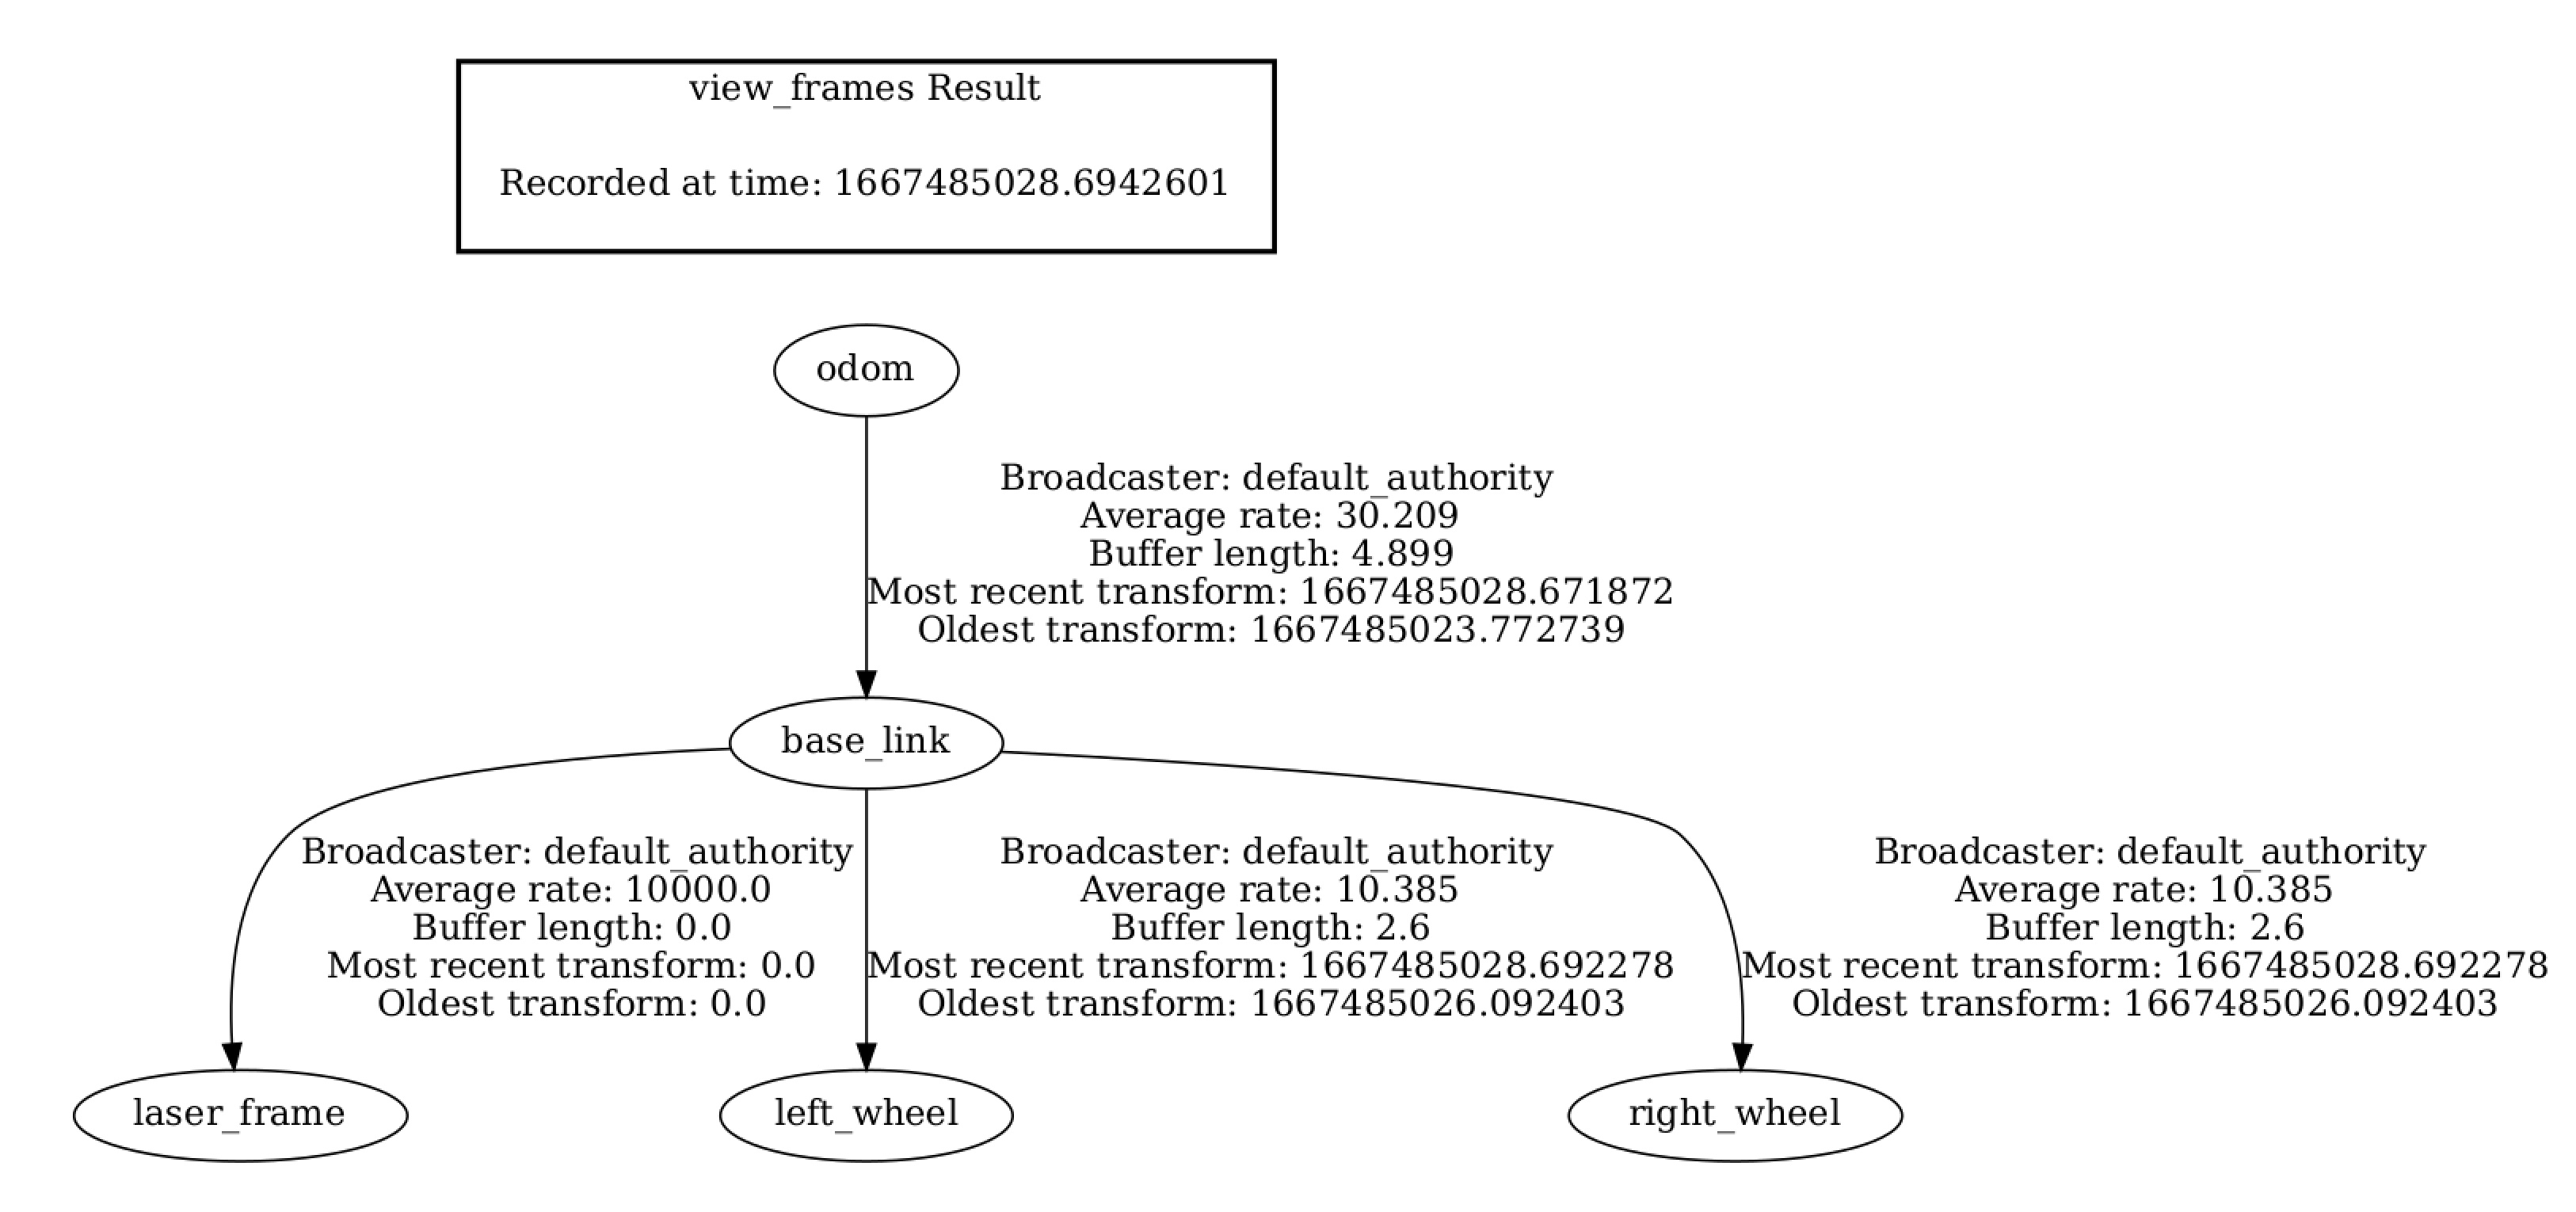 view_frames Result
Recorded at time: 1667485028.6942601
odom
Broadcaster: default_authority
Average rate: 30.209
Buffer length: 4.899
Most recent transform: 1667485028.671872
Oldest transform: 1667485023.772739
base_link
Broadcaster: default_authority
Average rate: 10000.0
Buffer length: 0.0
Most recent transform: 0.0
Oldest transform: 0.0
Broadcaster: default_authority
Average rate: 10.385
Buffer length: 2.6
Most recent transform: 1667485028.692278
Oldest transform: 1667485026.092403
Broadcaster: default_authority
Average rate: 10.385
Buffer length: 2.6
Most recent transform: 1667485028.692278
Oldest transform: 1667485026.092403
laser_frame
left_wheel
right_wheel